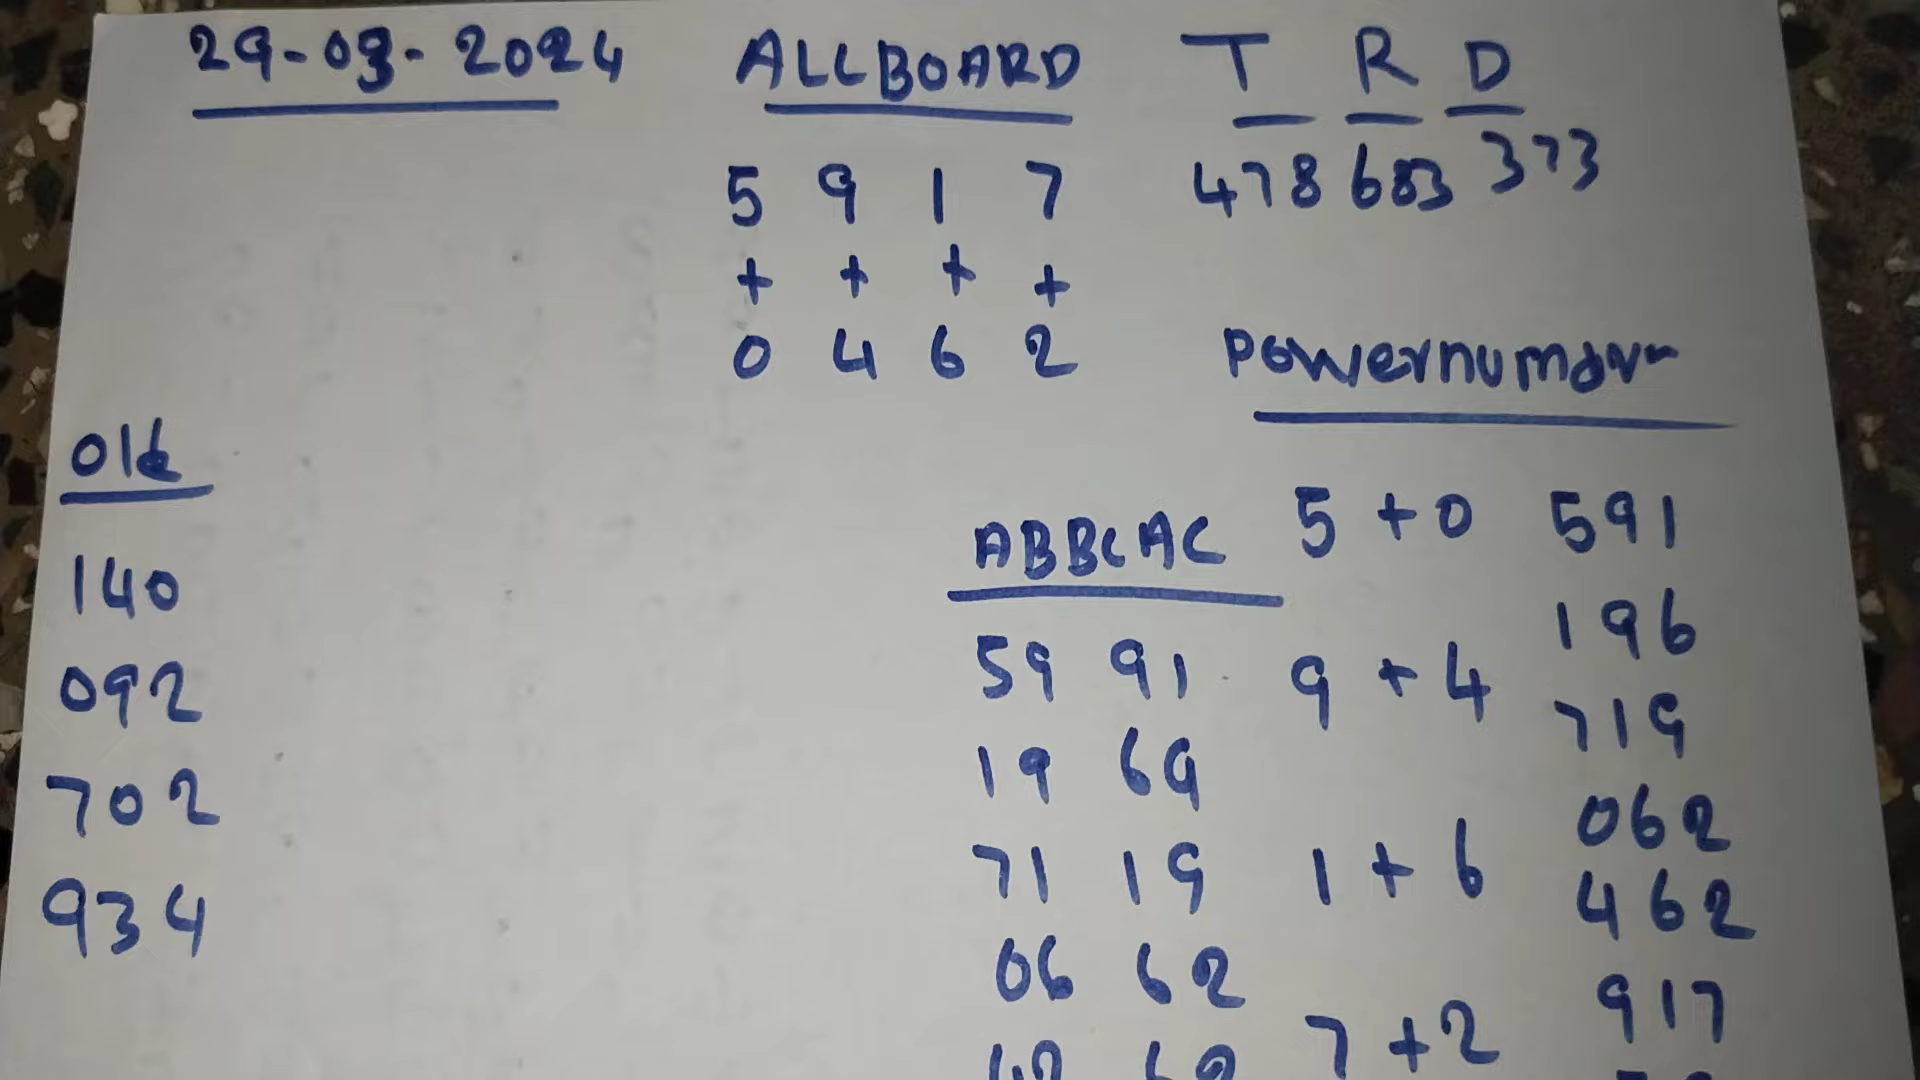 29-03-2024 ALLBOARD T R D
5 9 1 7 478 683 373
+ + + +
0 4 6 2
Powernumar
old
140
092
702
934
ABBCAC
59 91
19 69
71 19
06 62
5 + 0
9 + 4
1 + 6
7 + 2
591
196
719
062
462
917